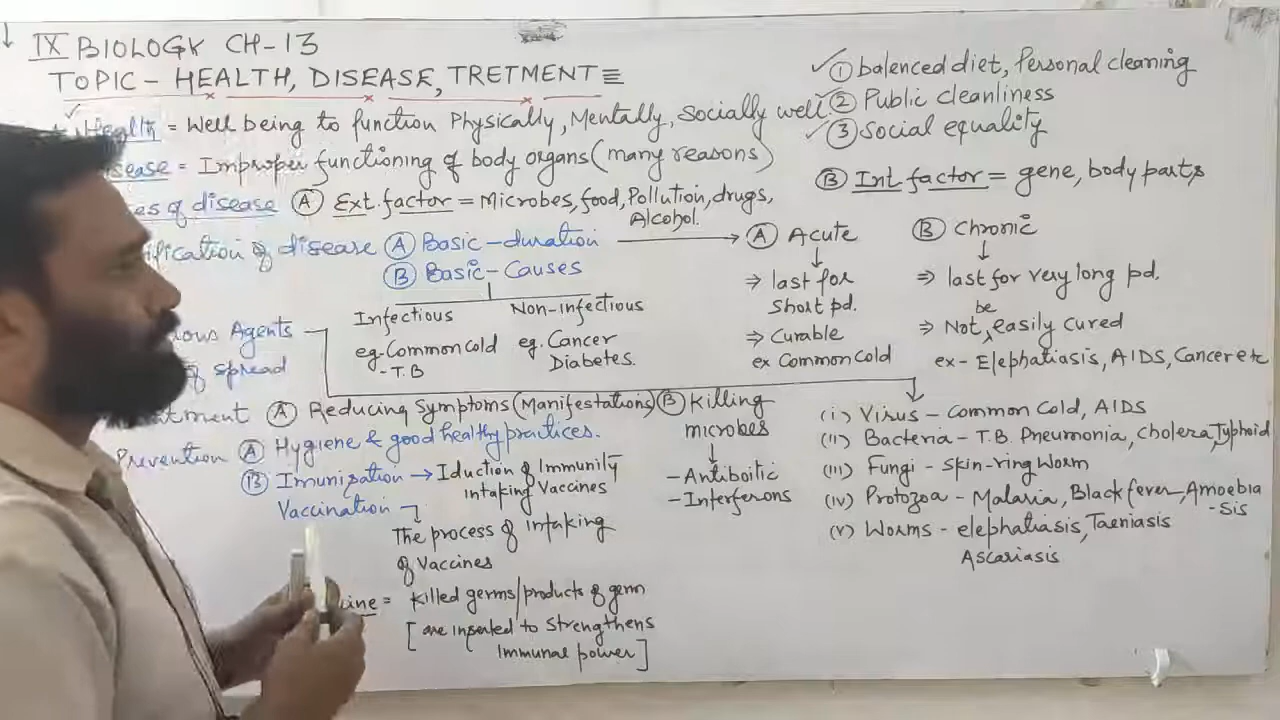 IX BIOLOGY CH-13
TOPIC - HEALTH, DISEASE, TRETMENT
Health = Well being to function Physically, Mentally, Socially well
① balenced diet, Personal cleaning
② Public cleanliness
③ Social equality
sease = Improper functioning of body organs (many reasons)
es of disease Ⓐ Ext. factor = Microbes, food, Pollution, drugs,
Alcohol.
Ⓑ Int factor = gene, body parts
ification of disease Ⓐ Basic - duration → Ⓐ Acute Ⓑ Chronic
Ⓑ Basic - Causes
Infectious Non-infectious
eg. Common Cold eg. Cancer
- T.B Diabetes.
⇒ last for
Short pd.
⇒ Curable
ex Common Cold
⇒ last for very long pd.
be
⇒ Not ^ easily Cured
ex- Elephatiasis, AIDS, Cancer etc
ious Agents
of spread
(i) Virus - Common Cold, AIDS
(ii) Bacteria - T.B. Pneumonia, Cholera, Typhoid
(iii) Fungi - Skin-ring Worm
(iv) Protozoa - Malaria, Black fever, Amoebia
-sis
(v) Worms - elephatiasis, Taeniasis
Ascariasis
tment Ⓐ Reducing Symptoms (Manifestations) Ⓑ Killing
microbes
- Antiboitic
- Interferons
Prevention Ⓐ Hygiene & good healthy practices.
Ⓑ Imunization → Iduction of Immunity
intaking Vaccines
Vaccination
The process of intaking
of Vaccines
cine = Killed germs/products of germ
[are inserted to Strengthens
Immunal power]